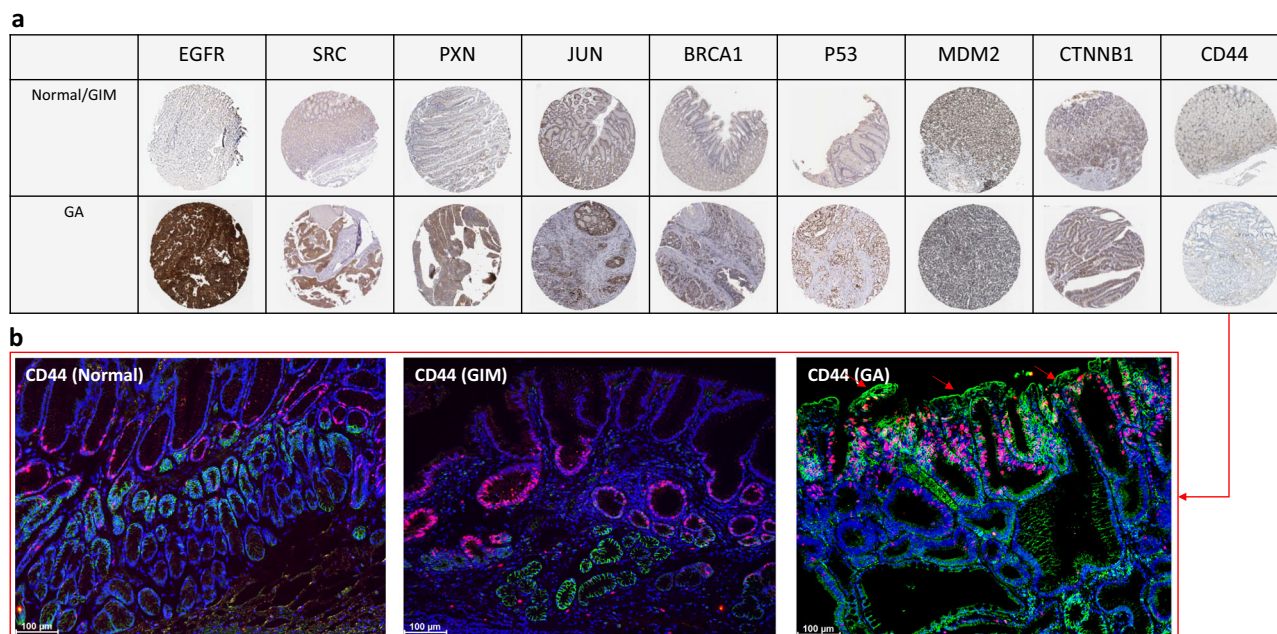 a
EGFR SRC PXN JUN BRCA1 P53 MDM2 CTNNB1 CD44
Normal/GIM
GA
b
CD44 (Normal) CD44 (GIM) CD44 (GA)
100 µm 100 µm 100 µm